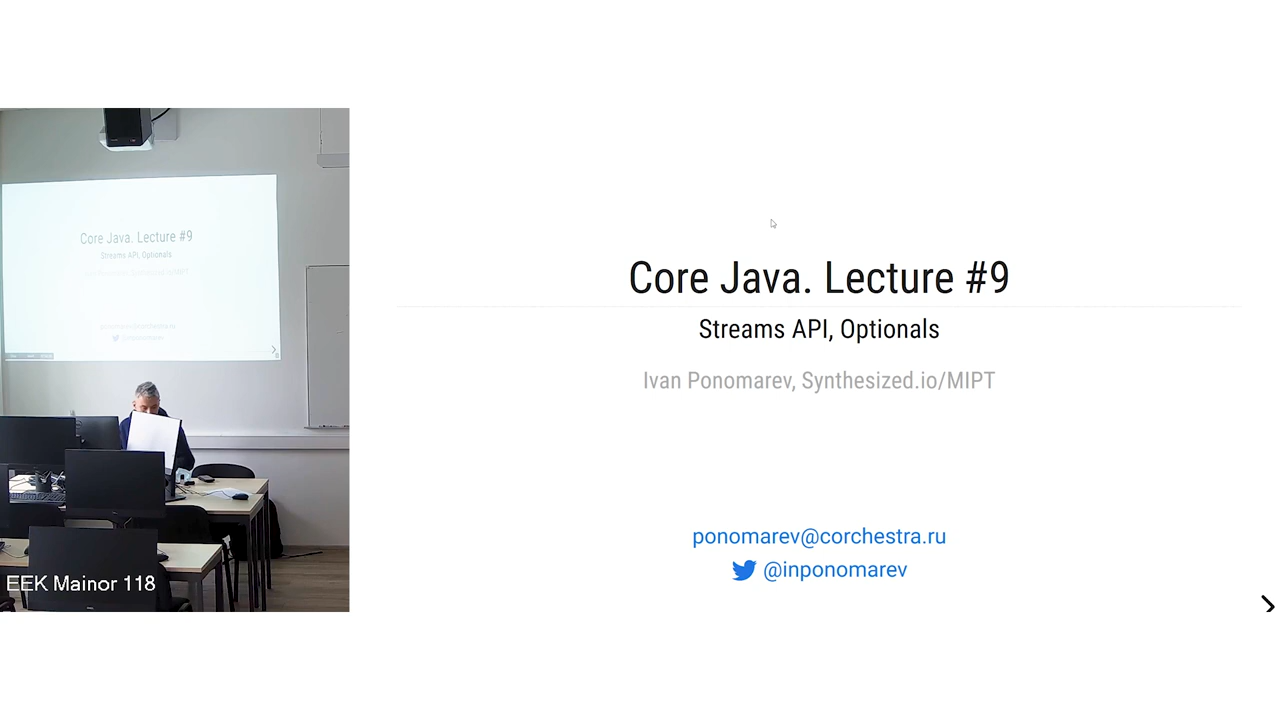 Core Java. Lecture #9
Streams API, Optionals
EEK Mainor 118
Core Java. Lecture #9
Streams API, Optionals
Ivan Ponomarev, Synthesized.io/MIPT
ponomarev@corchestra.ru
@inponomarev